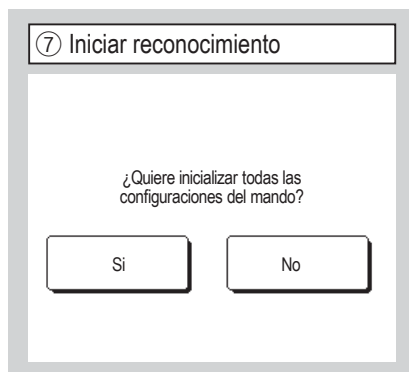 ⑦ Iniciar reconocimiento
¿Quiere inicializar todas las
configuraciones del mando?
Si
No